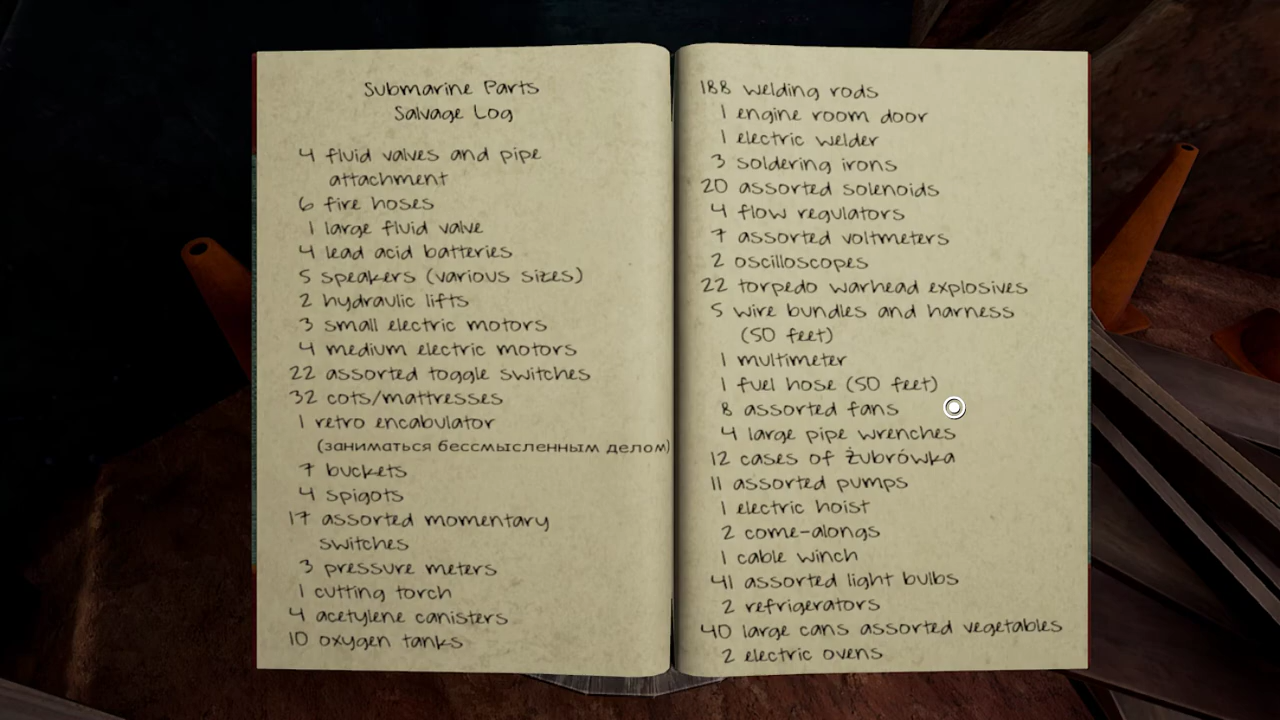 Submarine Parts
Salvage Log
4 fluid valves and pipe
attachment
6 fire hoses
1 large fluid valve
4 lead acid batteries
5 speakers (various sizes)
2 hydraulic lifts
3 small electric motors
4 medium electric motors
22 assorted toggle switches
32 cots/mattresses
1 retro encabulator
(заниматься бессмысленным делом)
7 buckets
4 spigots
17 assorted momentary
switches
3 pressure meters
1 cutting torch
4 acetylene canisters
10 oxygen tanks
188 welding rods
1 engine room door
1 electric welder
3 soldering irons
20 assorted solenoids
4 flow regulators
7 assorted voltmeters
2 oscilloscopes
22 torpedo warhead explosives
5 wire bundles and harness
(50 feet)
1 multimeter
1 fuel hose (50 feet)
8 assorted fans
4 large pipe wrenches
12 cases of żubrówka
11 assorted pumps
1 electric hoist
2 come-alongs
1 cable winch
41 assorted light bulbs
2 refrigerators
40 large cans assorted vegetables
2 electric ovens